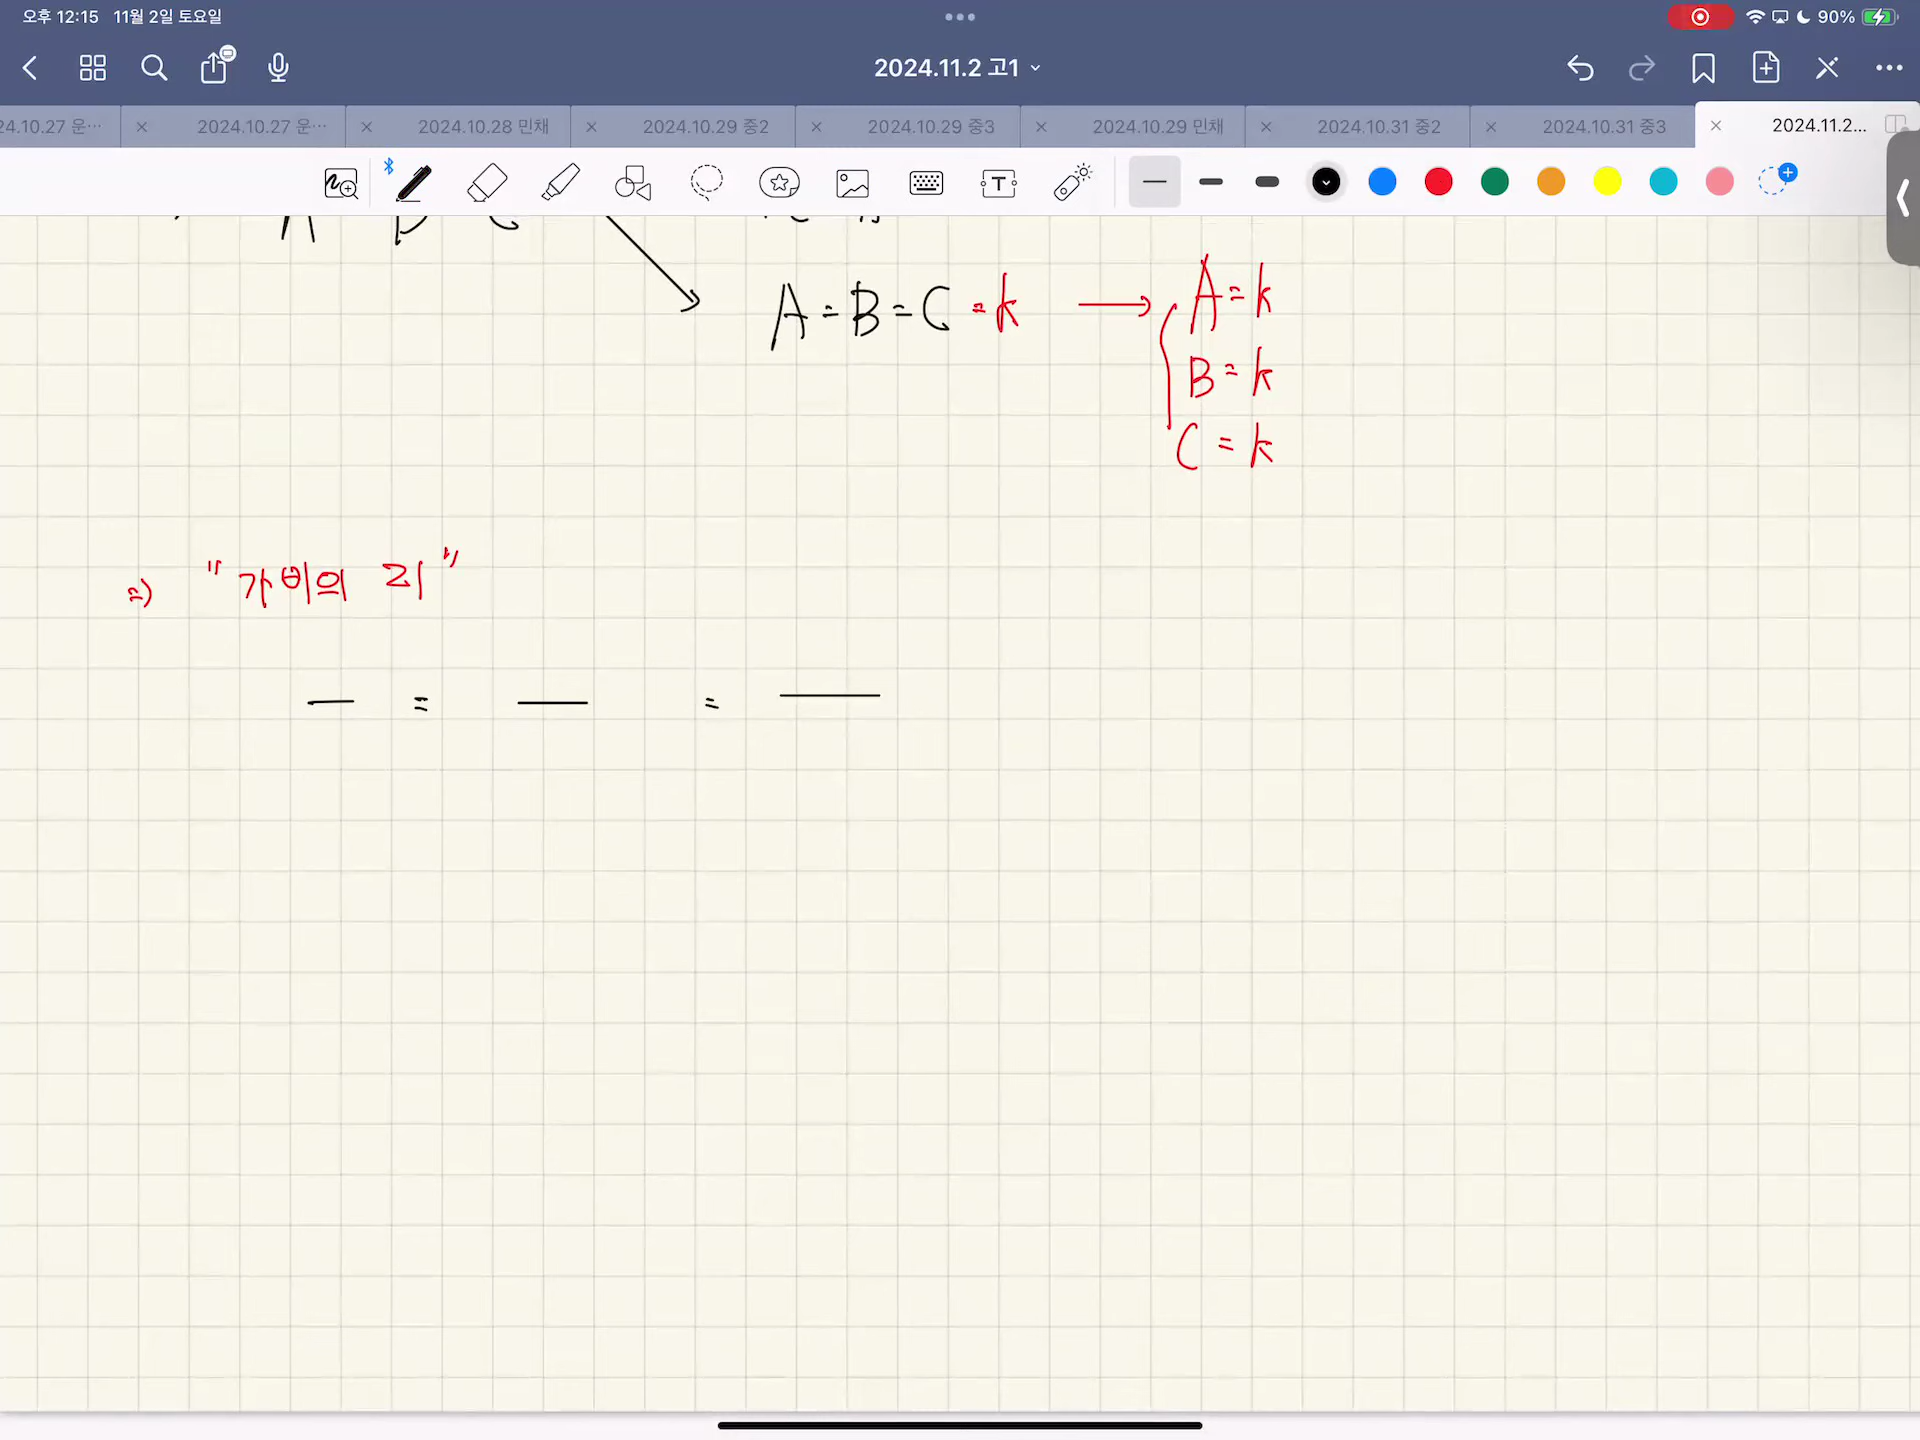 오후 12:15 11월 2일 토요일 90%
2024.11.2 고1
24.10.27 운… 2024.10.27 운… 2024.10.28 민채 2024.10.29 중2 2024.10.29 중3 2024.10.29 민채 2024.10.31 중2 2024.10.31 중3 2024.11.2...
A B C
A=B=C=k → A=k
B=k
C=k
2) "가비의 리"
— = — = —